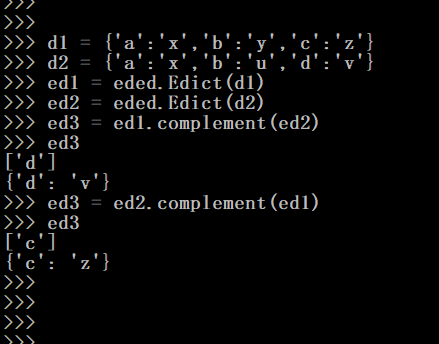 >>>
>>>
>>> d1 = {'a':'x','b':'y','c':'z'}
>>> d2 = {'a':'x','b':'u','d':'v'}
>>> ed1 = eded.Edict(d1)
>>> ed2 = eded.Edict(d2)
>>> ed3 = ed1.complement(ed2)
>>> ed3
['d']
{'d': 'v'}
>>> ed3 = ed2.complement(ed1)
>>> ed3
['c']
{'c': 'z'}
>>>
>>>
>>>
>>>